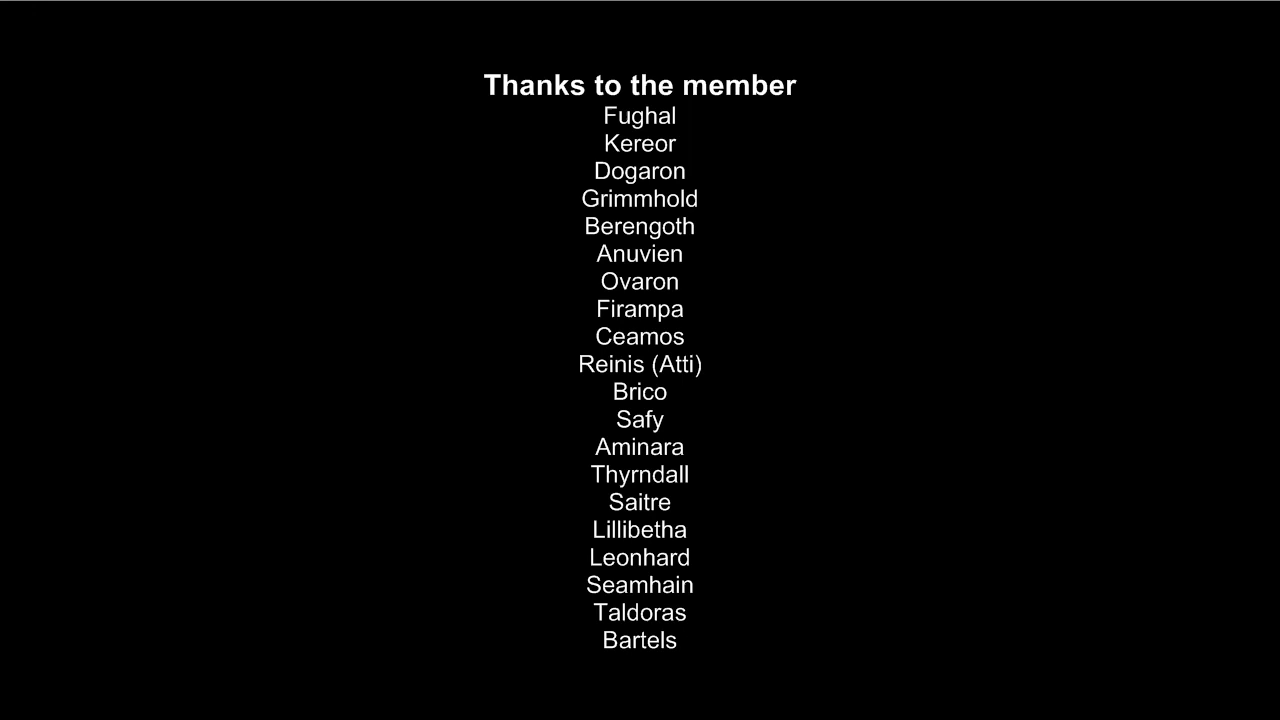 Thanks to the member
Fughal
Kereor
Dogaron
Grimmhold
Berengoth
Anuvien
Ovaron
Firampa
Ceamos
Reinis (Atti)
Brico
Safy
Aminara
Thyrndall
Saitre
Lillibetha
Leonhard
Seamhain
Taldoras
Bartels